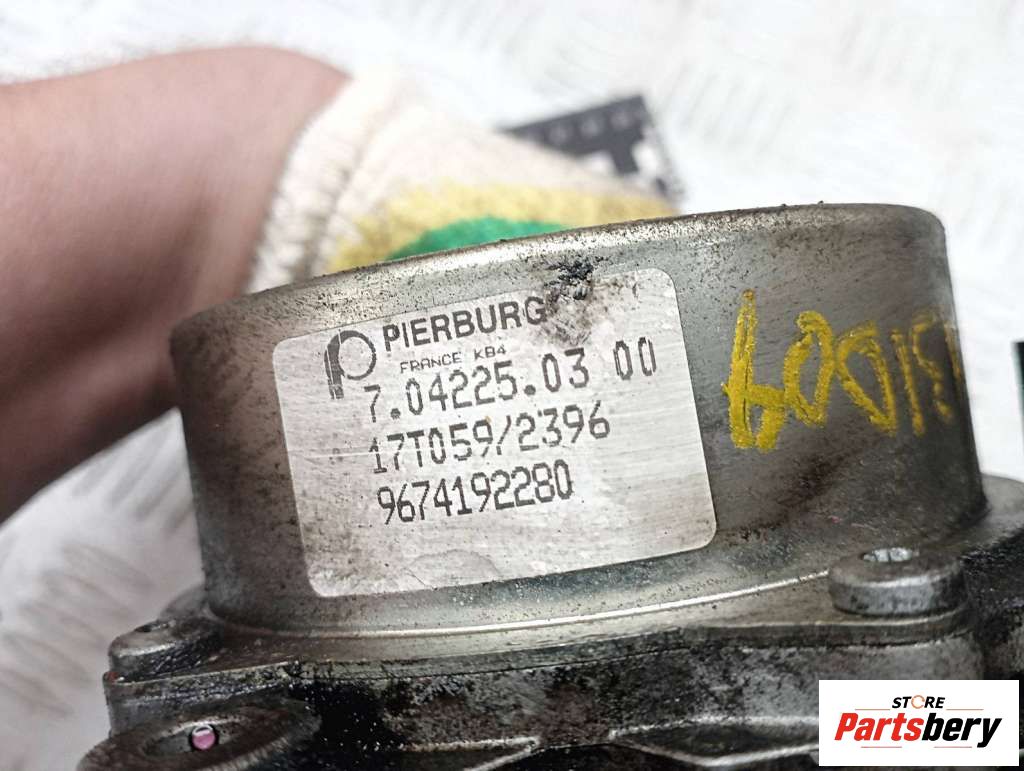 PIERBURG
FRANCE KB4
7.04225.03 00
17T059/2396
9674192280
STORE
Partsbery